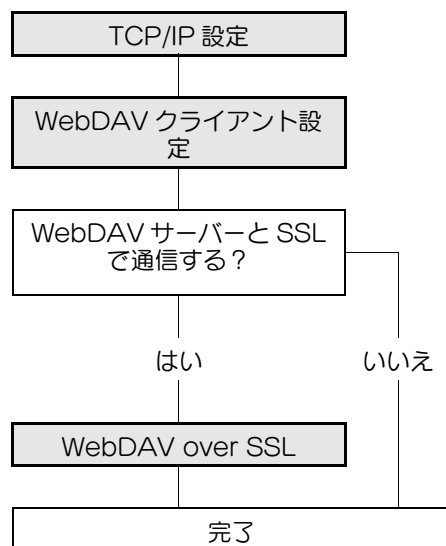 TCP/IP 設定
WebDAV クライアント設
定
WebDAV サーバーと SSL
で通信する？
はい
いいえ
WebDAV over SSL
完了